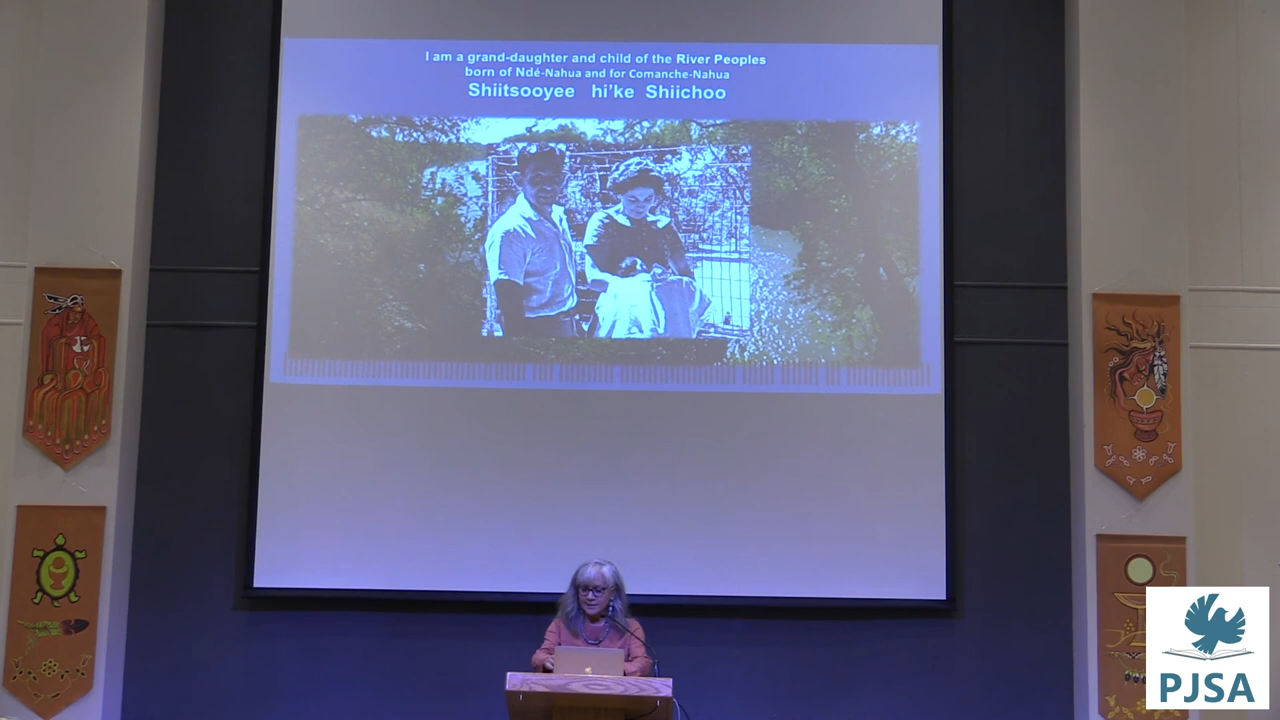 I am a grand-daughter and child of the River Peoples
born of Ndé-Nahua and for Comanche-Nahua
Shiitsooyee hi'ke Shiichoo
PJSA